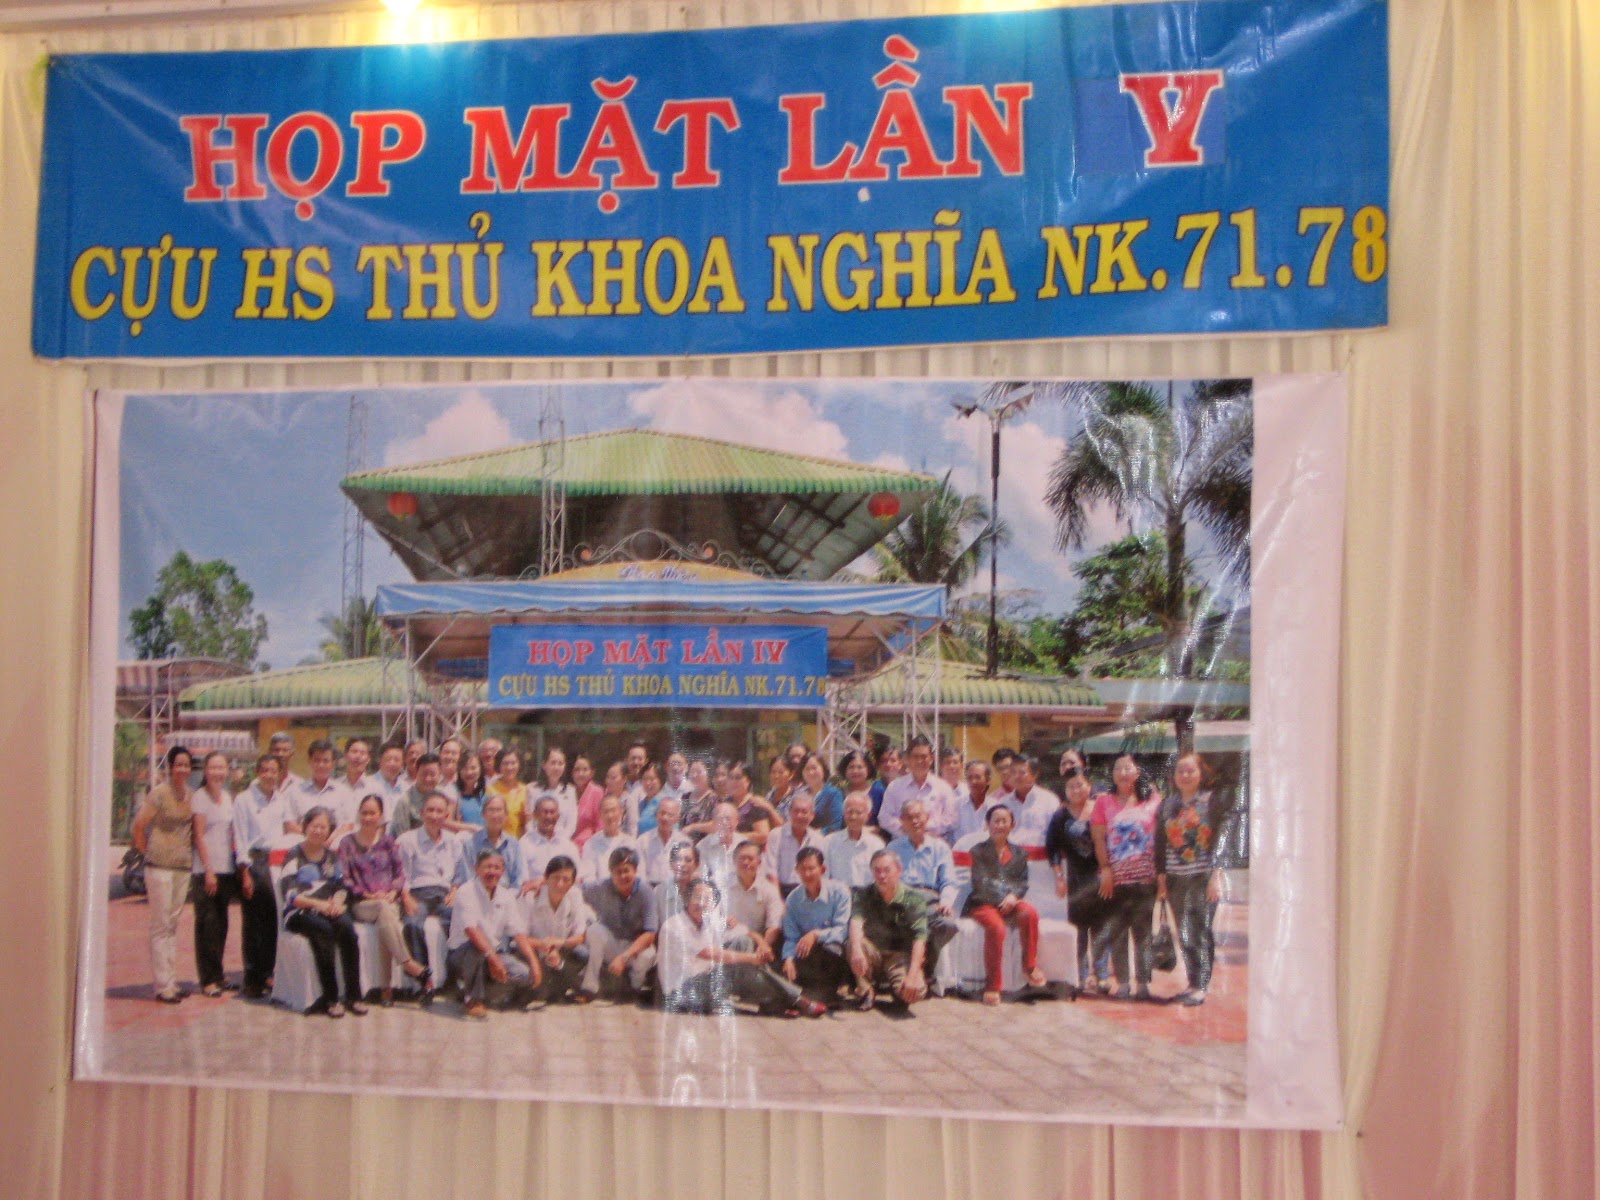 HỌP MẶT LẦN V
CỰU HS THỦ KHOA NGHĨA NK.71.78
HỌP MẶT LẦN IV
CỰU HS THỦ KHOA NGHĨA NK.71.78